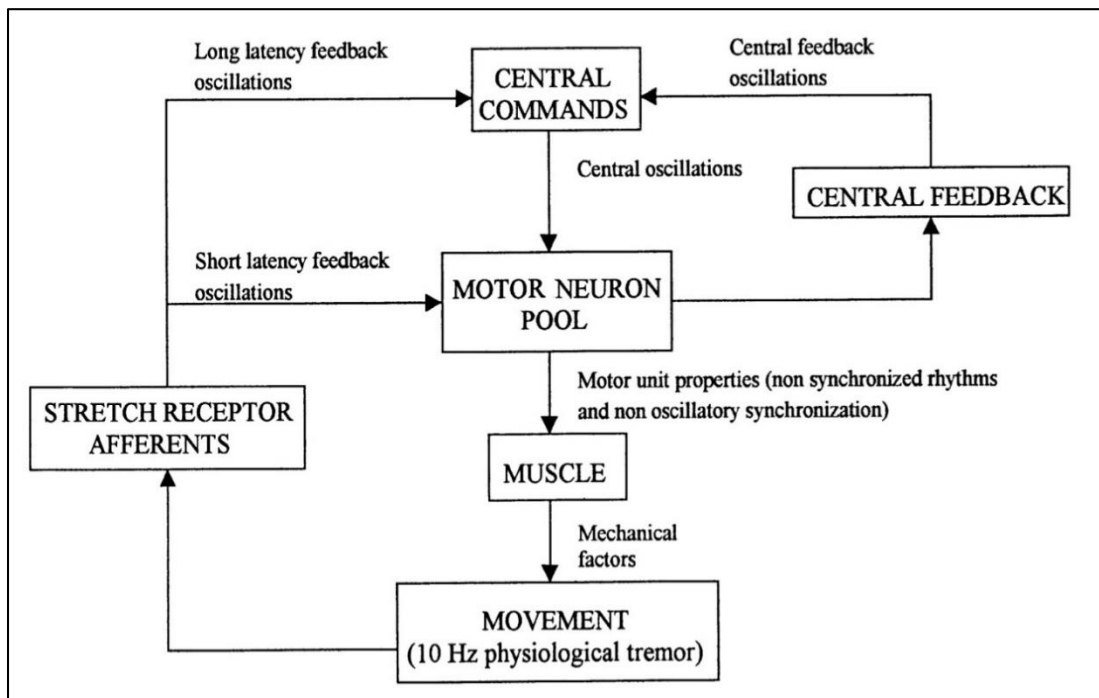 Long latency feedback
oscillations
CENTRAL
COMMANDS
Central feedback
oscillations
Central oscillations
CENTRAL FEEDBACK
Short latency feedback
oscillations
MOTOR NEURON
POOL
Motor unit properties (non synchronized rhythms
and non oscillatory synchronization)
STRETCH RECEPTOR
AFFERENTS
MUSCLE
Mechanical
factors
MOVEMENT
(10 Hz physiological tremor)